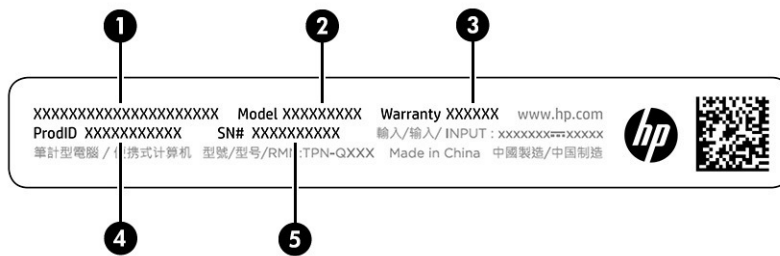 1 2 3
XXXXXXXXXXXXXXXXXXXXX Model XXXXXXXXX Warranty XXXXXX www.hp.com
ProdID XXXXXXXXXXX SN# XXXXXXXXXX 輸入/输入/ INPUT : xxxxxxx⎓xxxxx
筆計型電腦 / 便携式计算机 型號/型号/RMN:TPN-QXXX Made in China 中國製造/中国制造
hp
4 5